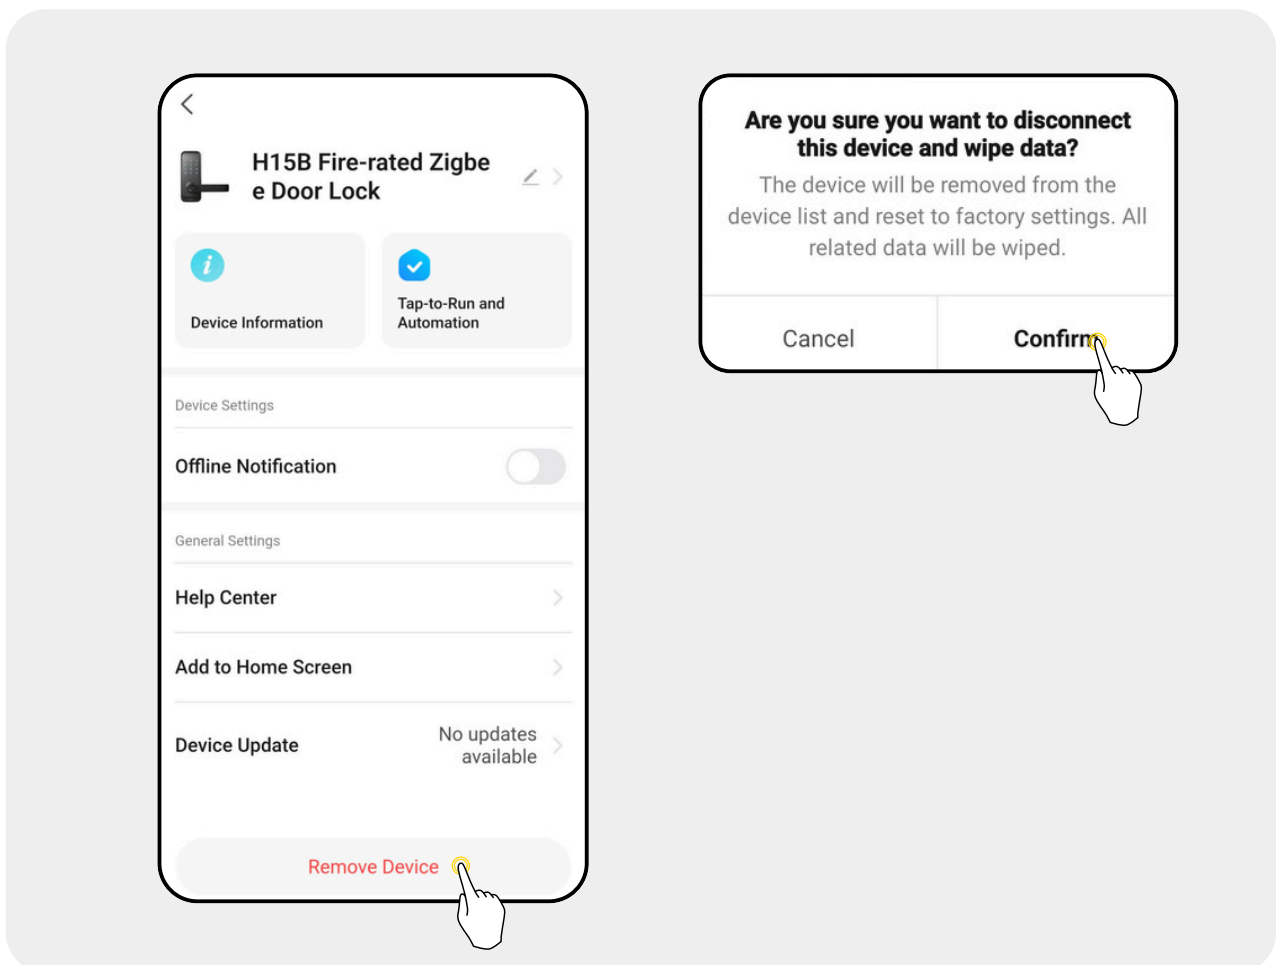 H15B Fire-rated Zigbe
e Door Lock
Device Information
Tap-to-Run and
Automation
Device Settings
Offline Notification
General Settings
Help Center
Add to Home Screen
Device Update
No updates
available
Remove Device
Are you sure you want to disconnect
this device and wipe data?
The device will be removed from the
device list and reset to factory settings. All
related data will be wiped.
Cancel
Confirm